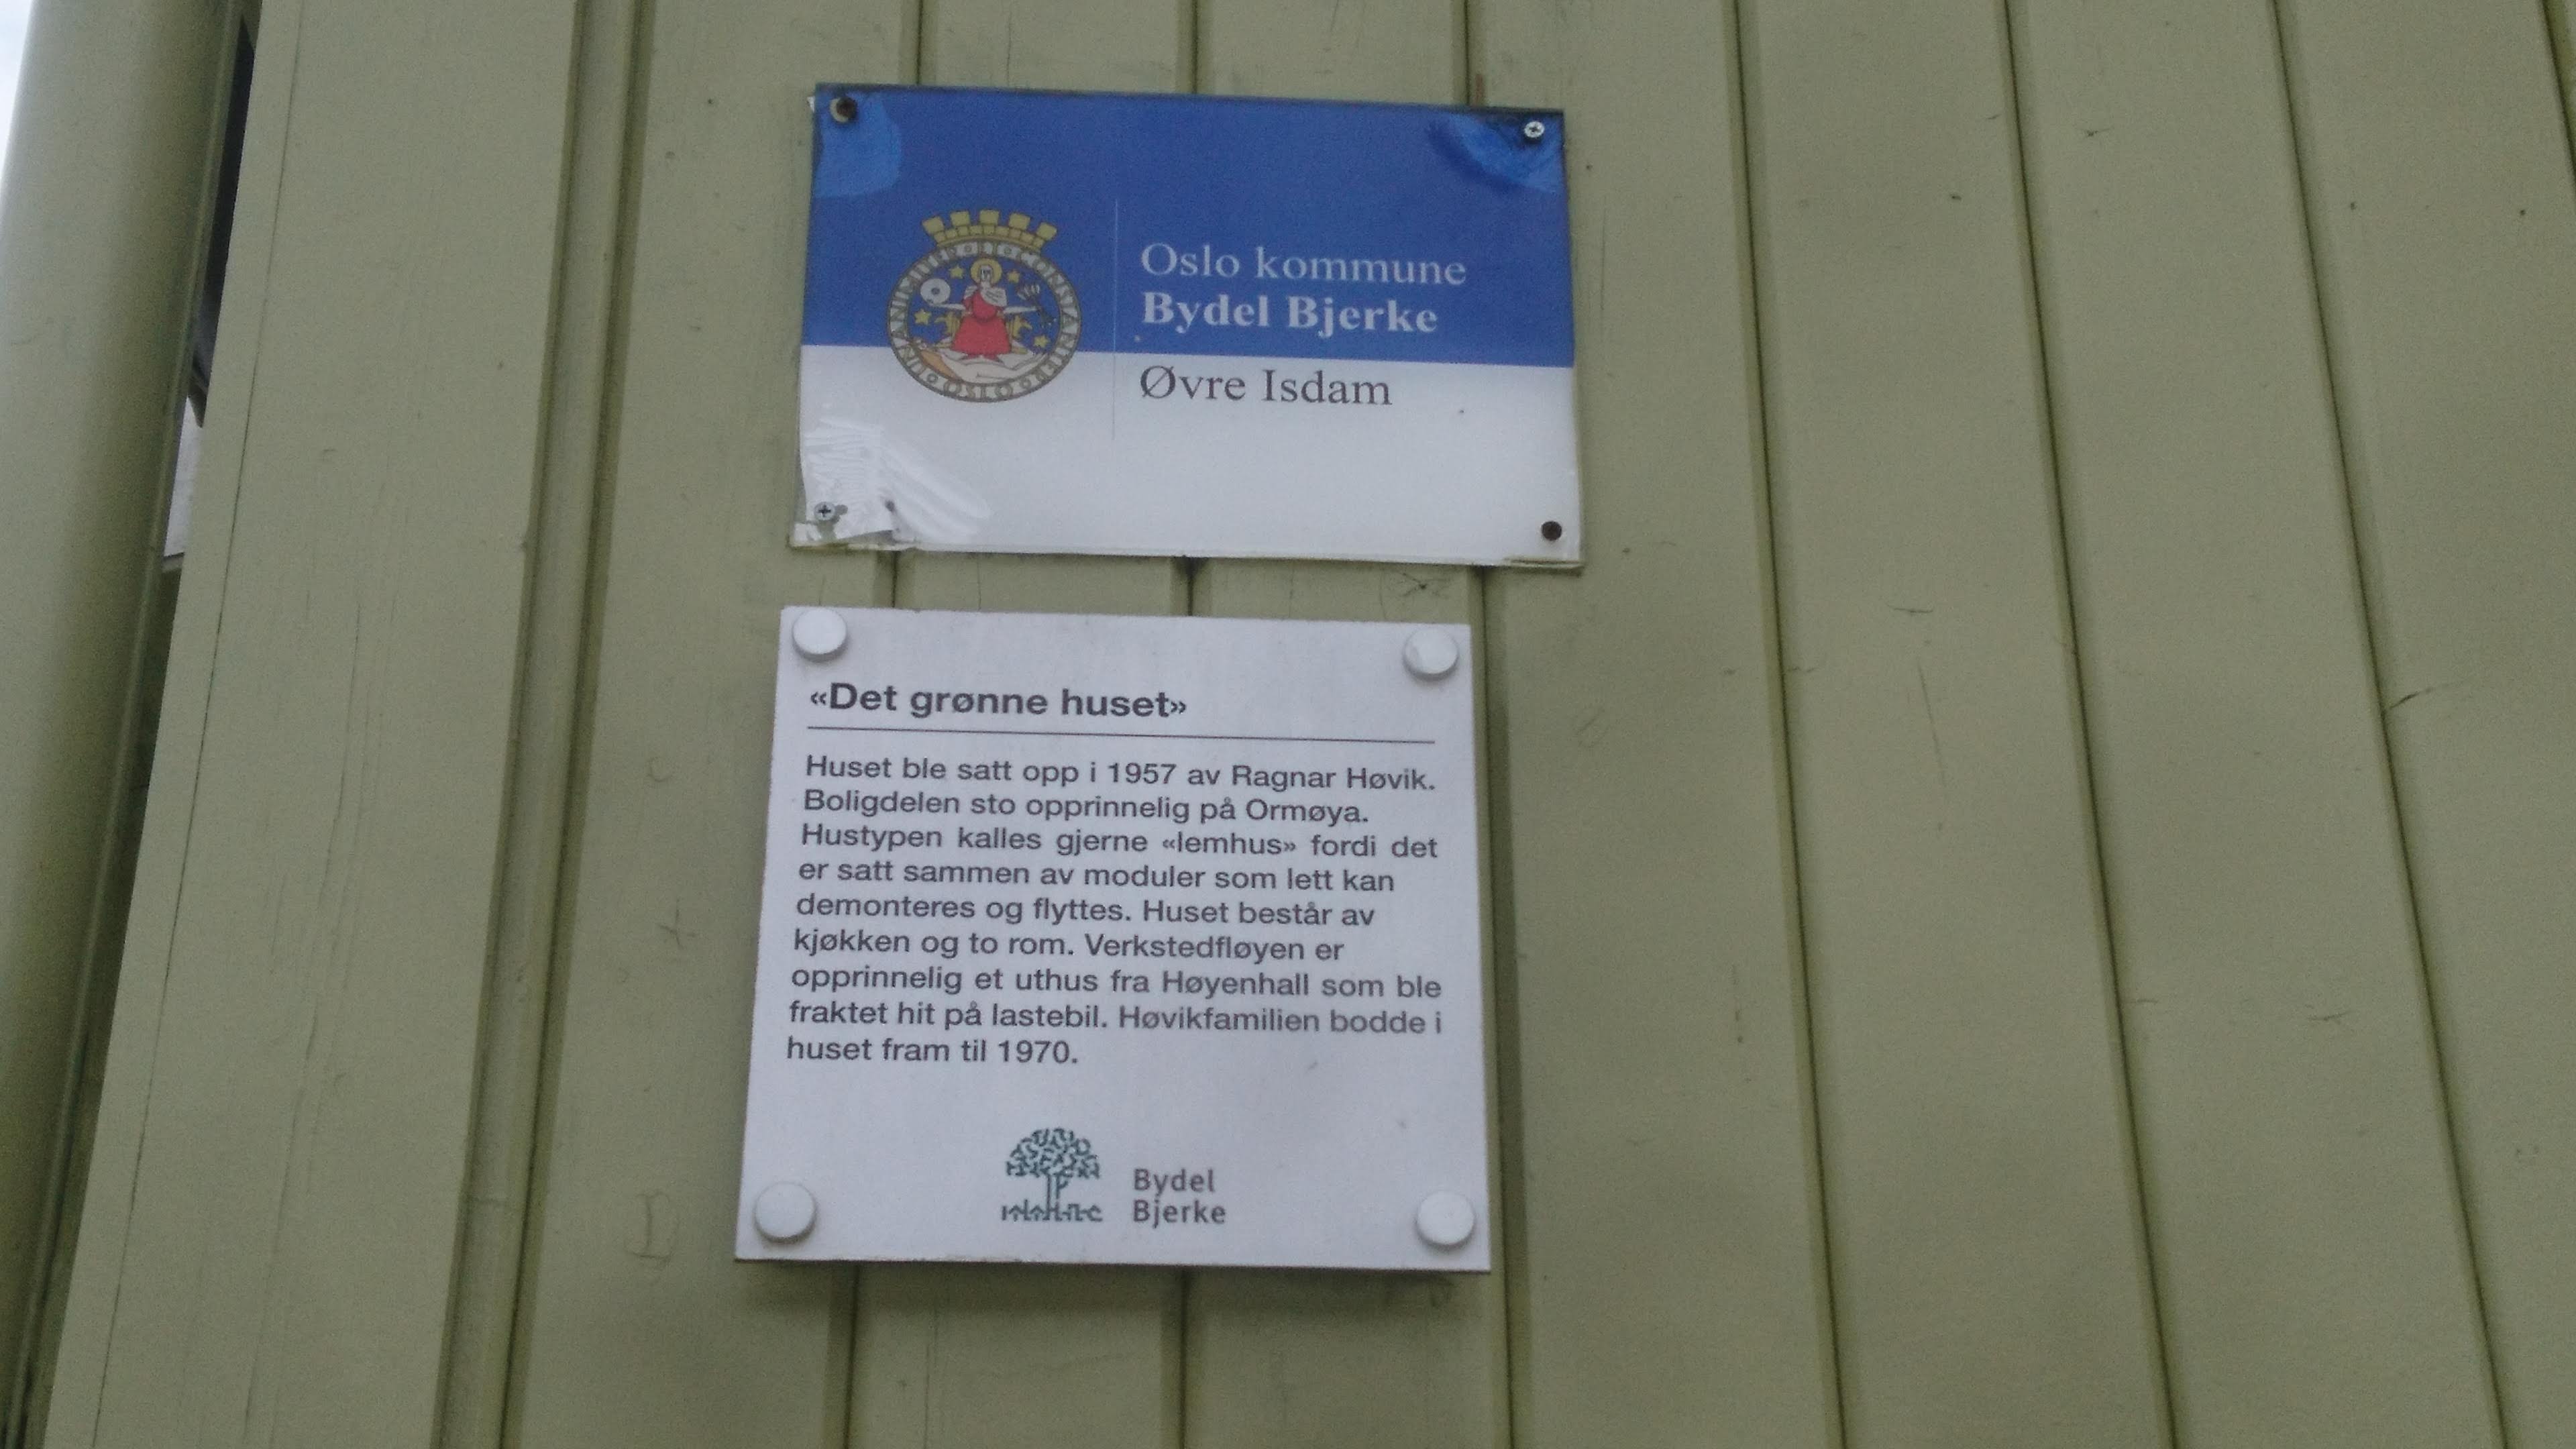 Oslo kommune
Bydel Bjerke
Øvre Isdam
OSLO
«Det grønne huset»
Huset ble satt opp i 1957 av Ragnar Høvik.
Boligdelen sto opprinnelig på Ormøya.
Hustypen kalles gjerne «lemhus» fordi det
er satt sammen av moduler som lett kan
demonteres og flyttes. Huset består av
kjøkken og to rom. Verkstedfløyen er
opprinnelig et uthus fra Høyenhall som ble
fraktet hit på lastebil. Høvikfamilien bodde i
huset fram til 1970.
Bydel
Bjerke